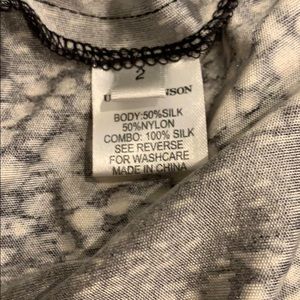 2
BODY:50%SILK
50%NYLON
COMBO: 100% SILK
SEE REVERSE
FOR WASHCARE
MADE IN CHINA